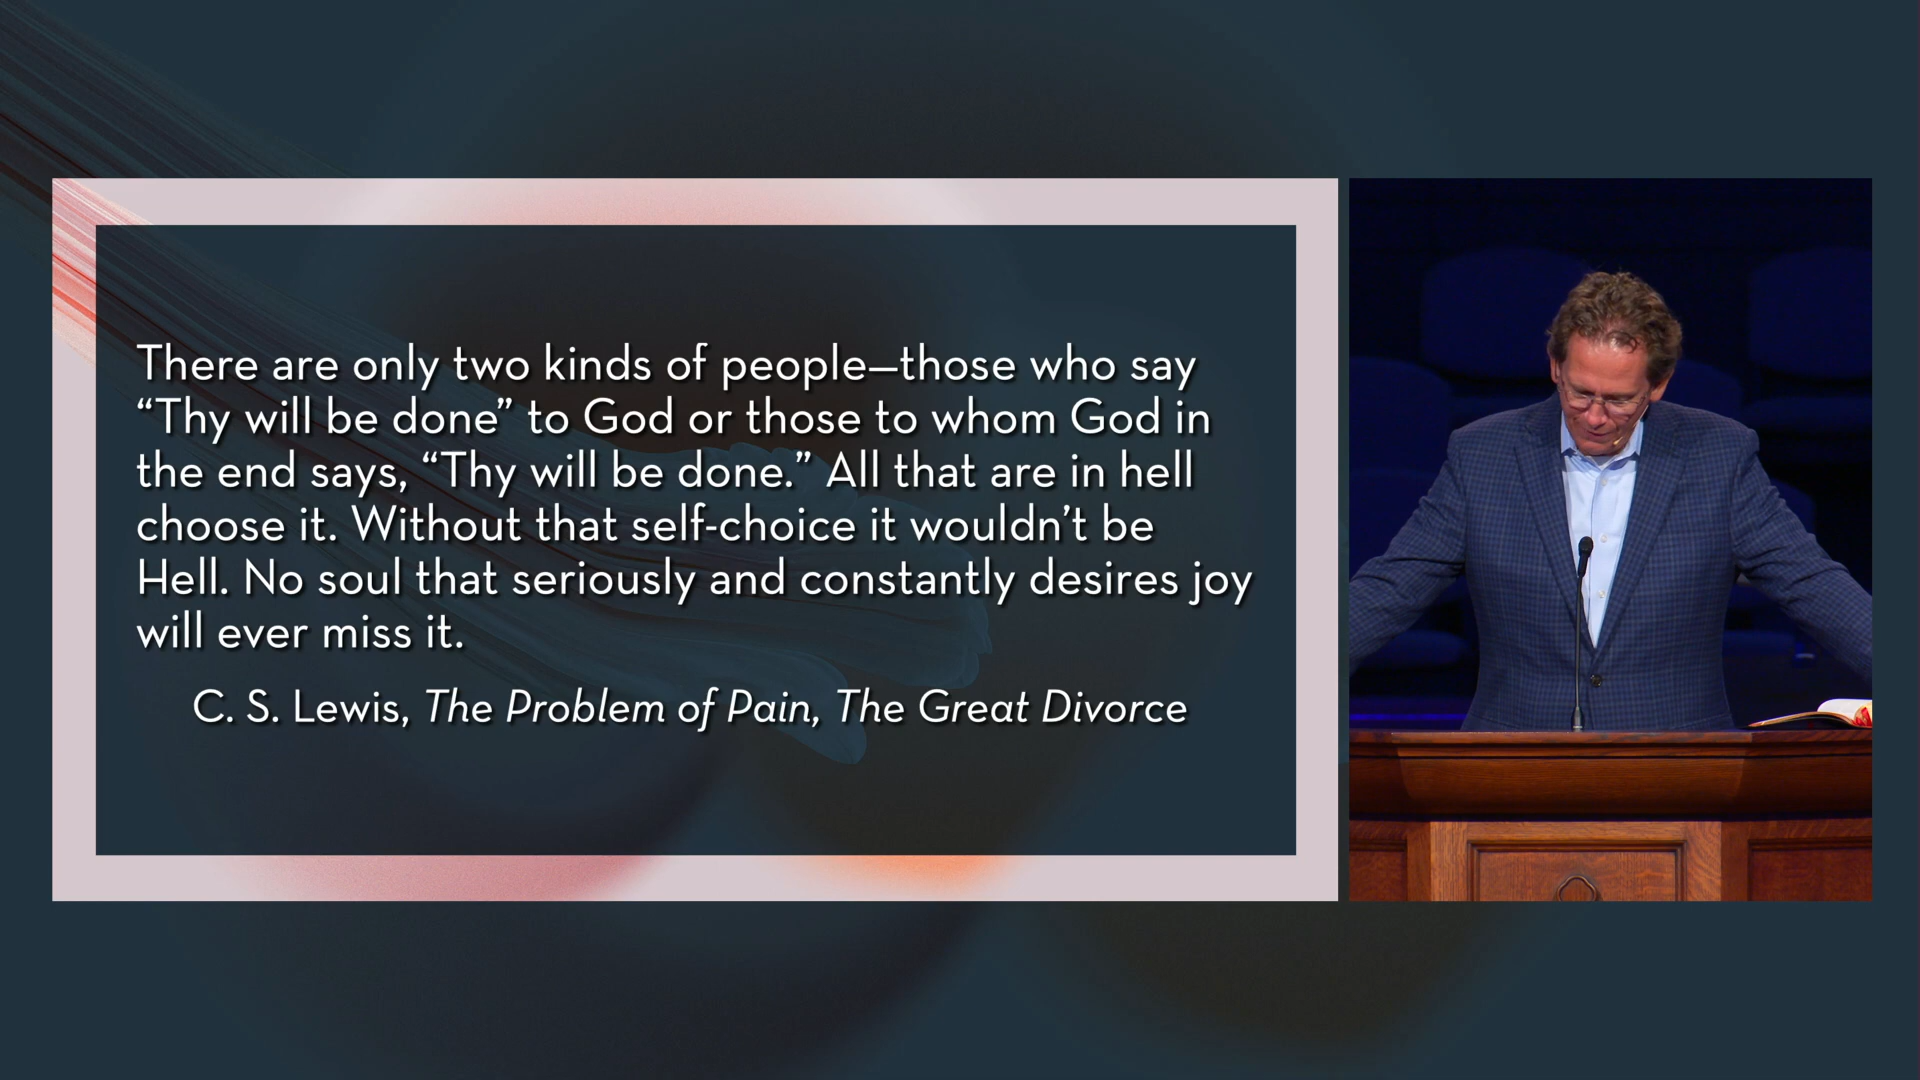 There are only two kinds of people—those who say
“Thy will be done” to God or those to whom God in
the end says, “Thy will be done.” All that are in hell
choose it. Without that self-choice it wouldn’t be
Hell. No soul that seriously and constantly desires joy
will ever miss it.
C. S. Lewis, The Problem of Pain, The Great Divorce